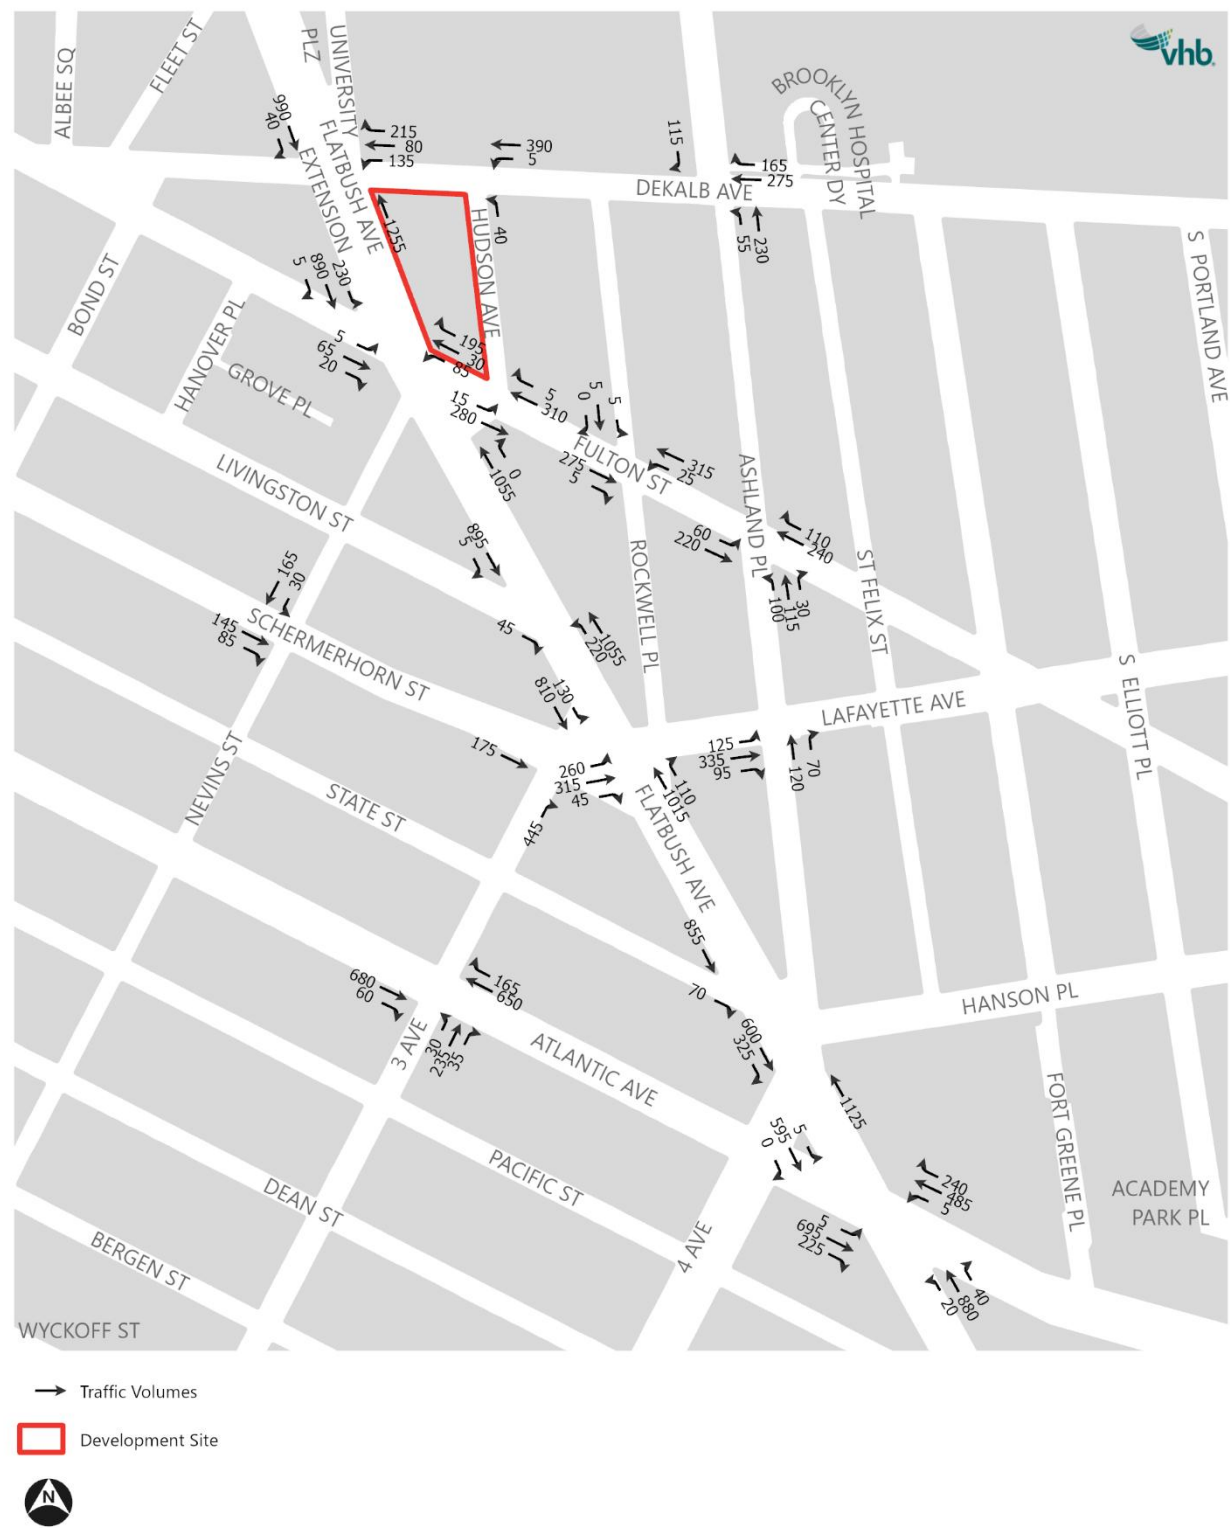 vhb
ALBEE SQ
FLEET ST
UNIVERSITY
PLZ
BROOKLYN HOSPITAL
CENTER DY
990
40
215
80
135
390
5
115
165
275
DEKALB AVE
FLATBUSH AVE
EXTENSION
1255
40
HUDSON AVE
55
230
S PORTLAND AVE
BOND ST
HANOVER PL
GROVE PL
5
890
230
5
65
20
195
30
85
15
280
5
310
0
5
5
1055
0
275
5
FULTON ST
315
25
ASHLAND PL
LIVINGSTON ST
895
5
60
220
110
240
ROCKWELL PL
ST FELIX ST
100
115
30
165
30
145
85
SCHERMERHORN ST
45
220
1055
130
810
S ELLIOTT PL
LAFAYETTE AVE
175
260
315
45
125
335
95
120
70
110
1015
NEVINS ST
STATE ST
445
FLATBUSH AVE
855
680
60
165
650
70
HANSON PL
3 AVE
30
235
35
ATLANTIC AVE
600
325
1125
FORT GREENE PL
595
0
5
PACIFIC ST
DEAN ST
BERGEN ST
4 AVE
240
485
5
5
695
225
20
880
40
ACADEMY
PARK PL
WYCKOFF ST
Traffic Volumes
Development Site
N